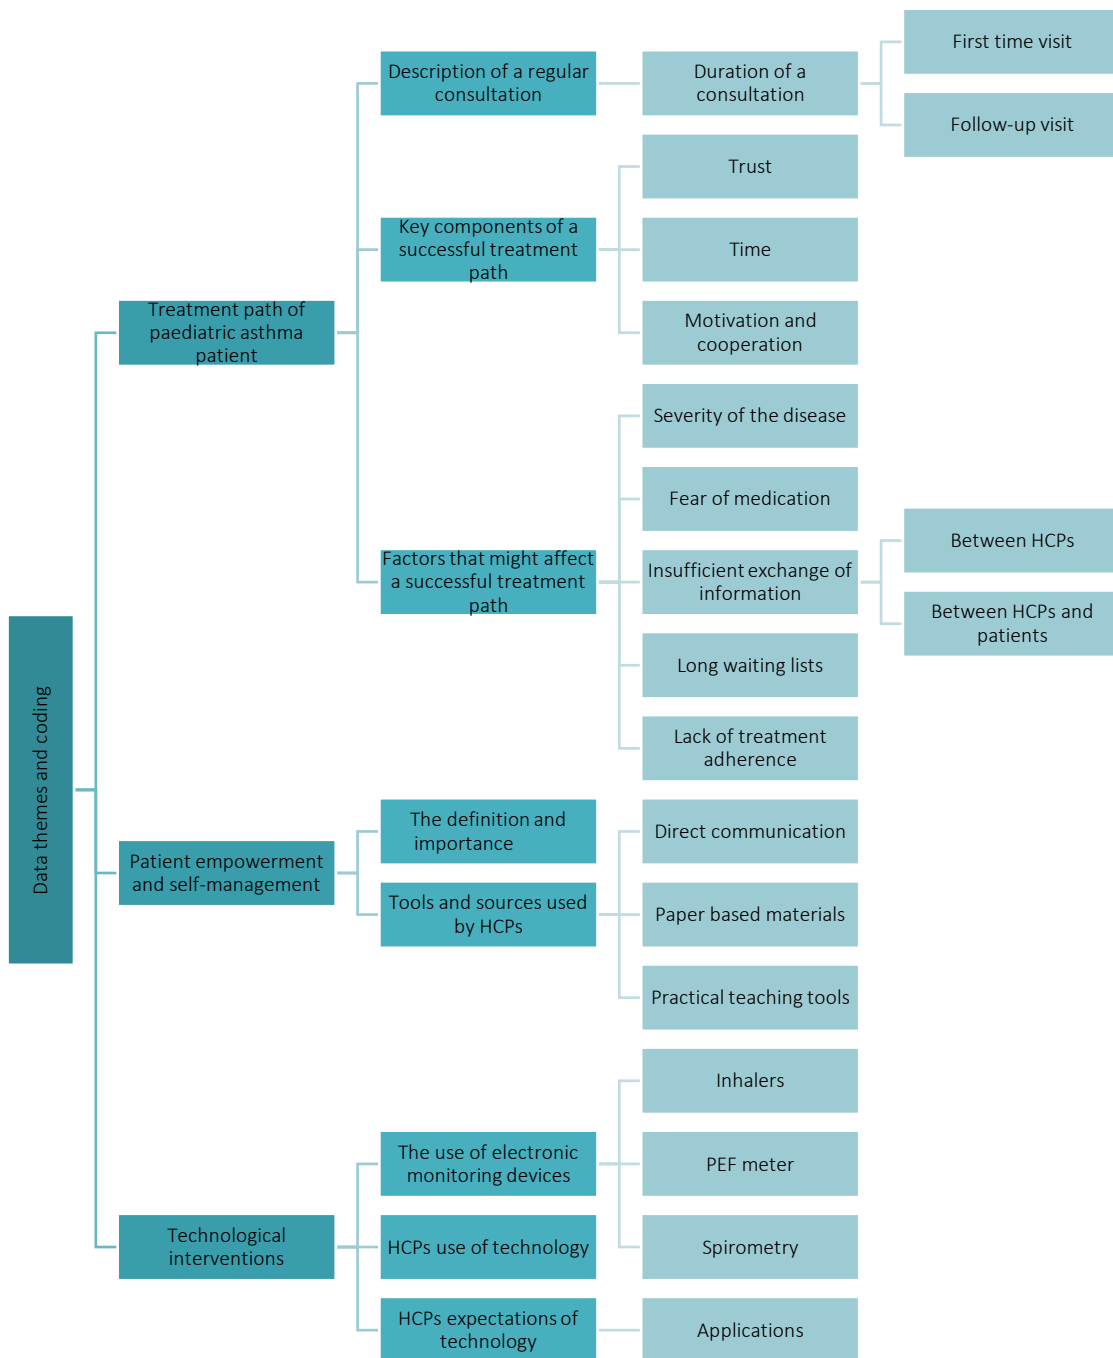 Data themes and coding
Treatment path of
paediatric asthma
patient
Description of a regular
consultation
Duration of a
consultation
First time visit
Follow-up visit
Key components of a
successful treatment
path
Trust
Time
Motivation and
cooperation
Factors that might affect
a successful treatment
path
Severity of the disease
Fear of medication
Insufficient exchange of
information
Between HCPs
Between HCPs and
patients
Long waiting lists
Lack of treatment
adherence
Patient empowerment
and self-management
The definition and
importance
Tools and sources used
by HCPs
Direct communication
Paper based materials
Practical teaching tools
Technological
interventions
The use of electronic
monitoring devices
Inhalers
PEF meter
Spirometry
HCPs use of technology
HCPs expectations of
technology
Applications